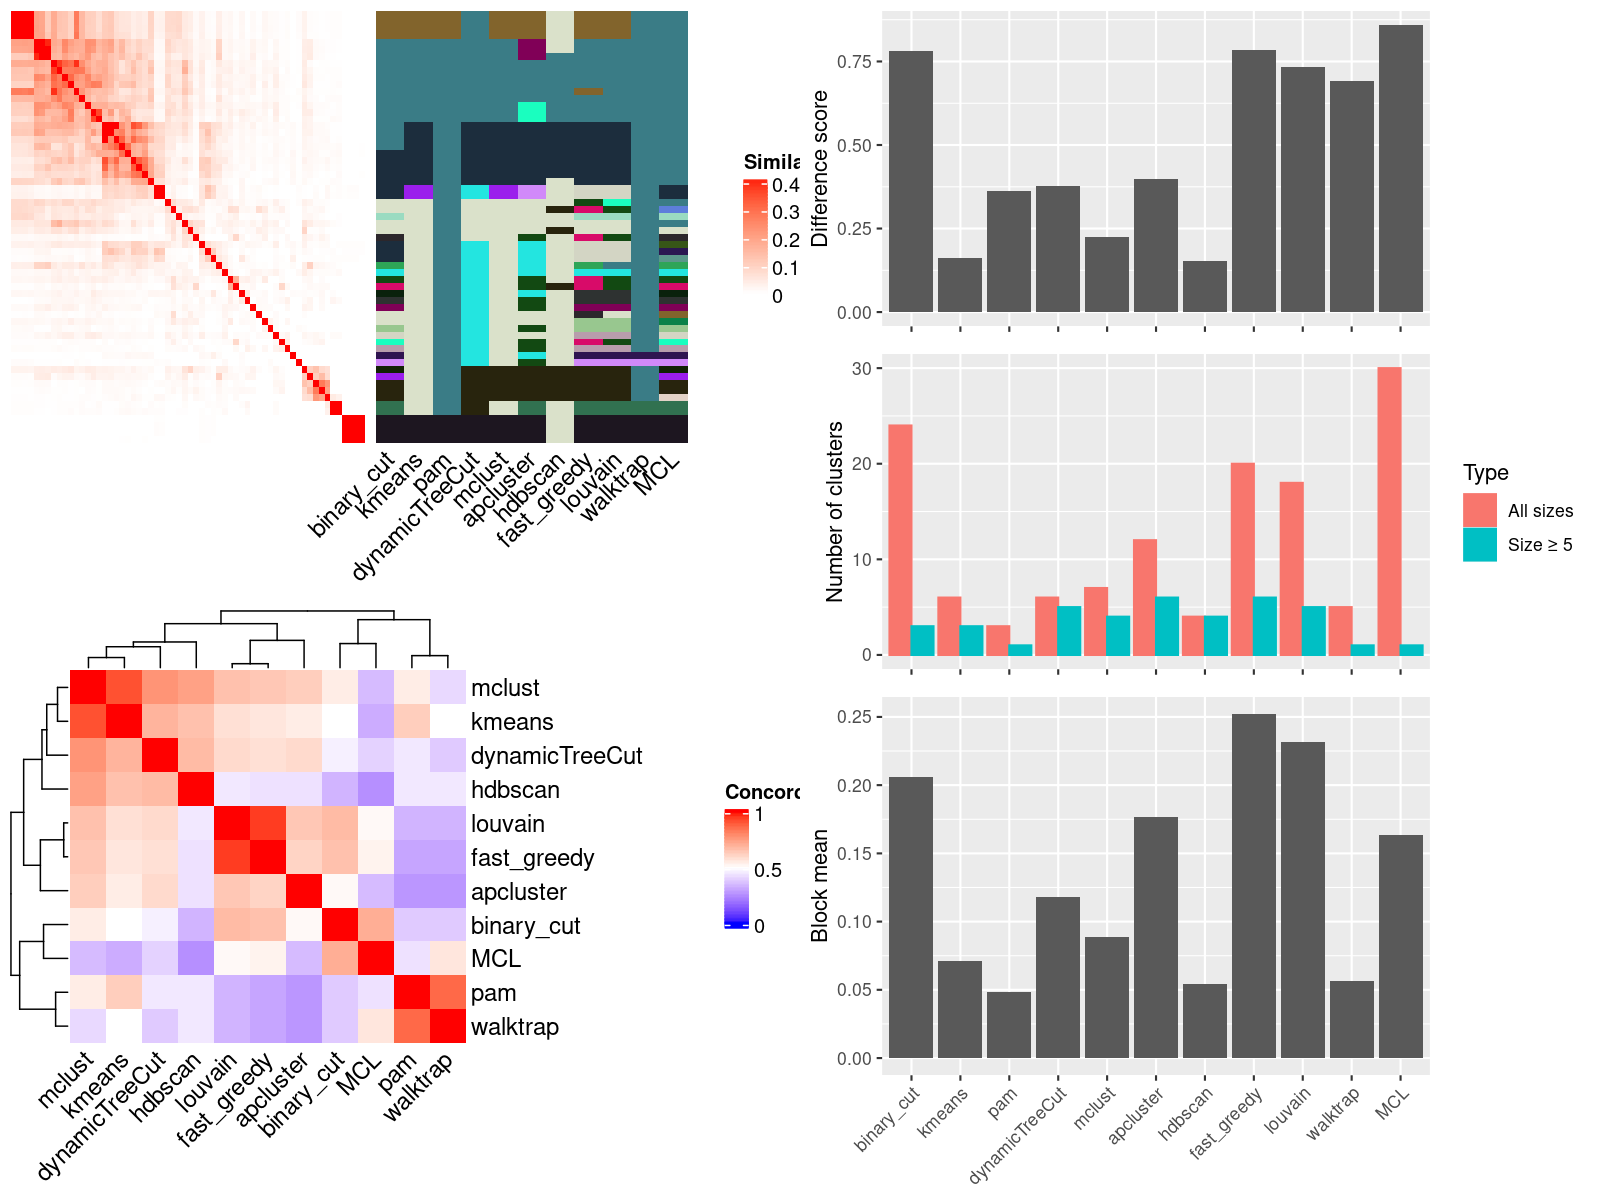 Simila
0.4
0.3
0.2
0.1
0
binary_cut
kmeans
pam
dynamicTreeCut
mclust
apcluster
hdbscan
fast_greedy
louvain
walktrap
MCL
Difference score
0.75
0.50
0.25
0.00
Number of clusters
30
20
10
0
Type
All sizes
Size ≥ 5
mclust
kmeans
dynamicTreeCut
hdbscan
louvain
fast_greedy
apcluster
binary_cut
MCL
pam
walktrap
mclust
kmeans
dynamicTreeCut
hdbscan
louvain
fast_greedy
apcluster
binary_cut
MCL
pam
walktrap
Concord
1
0.5
0
Block mean
0.25
0.20
0.15
0.10
0.05
0.00
binary_cut
kmeans
pam
dynamicTreeCut
mclust
apcluster
hdbscan
fast_greedy
louvain
walktrap
MCL